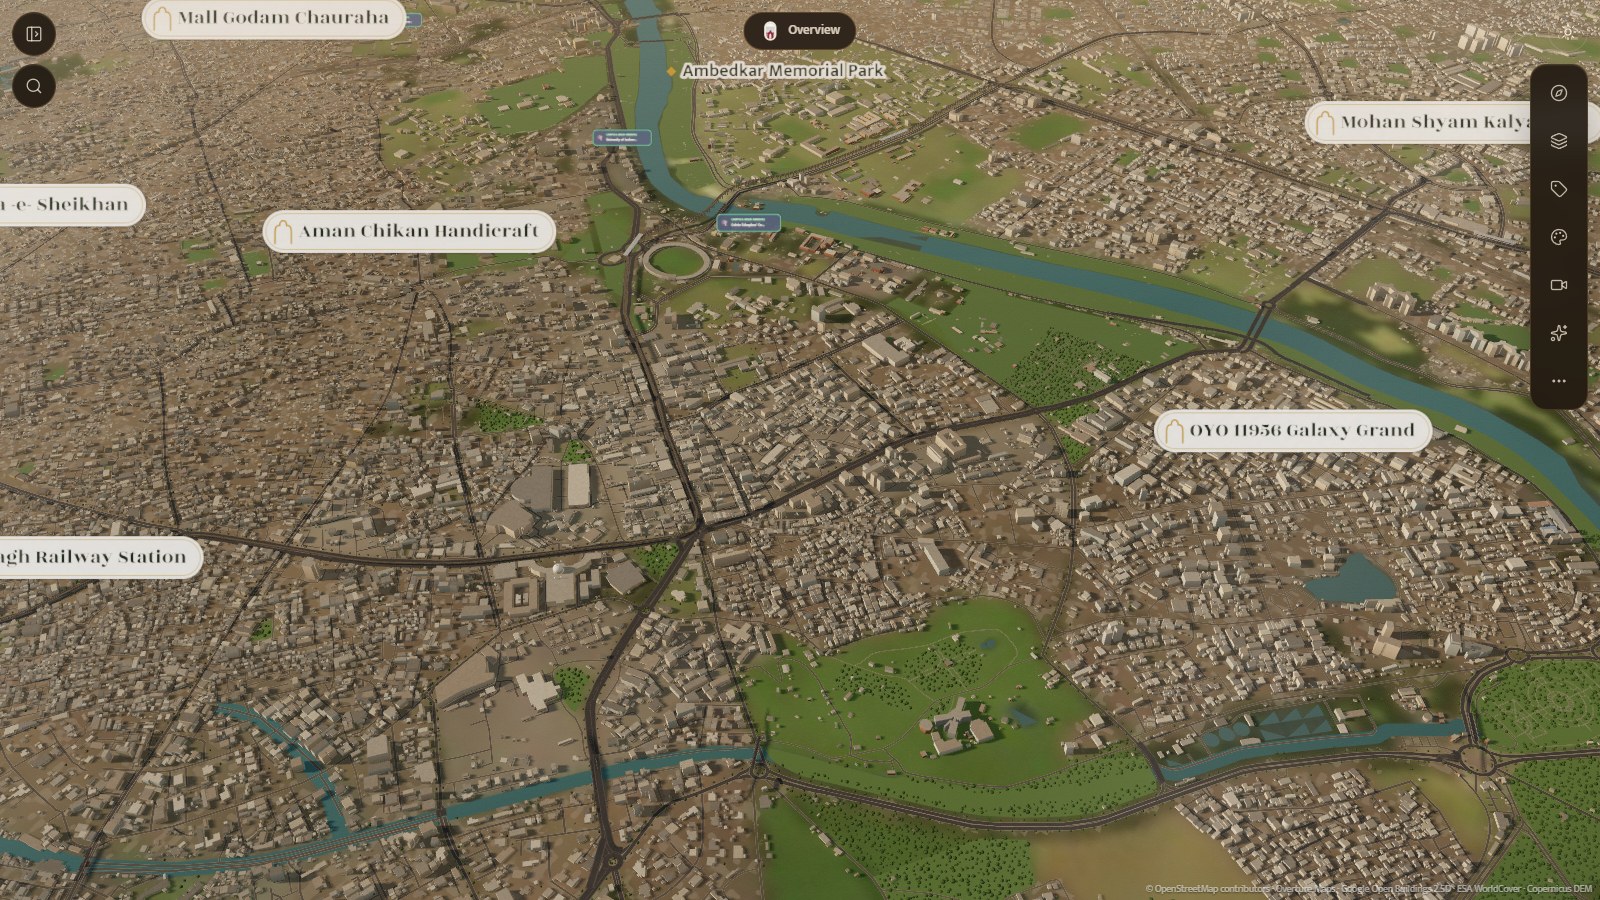 Mall Godam Chauraha
Overview
Ambedkar Memorial Park
Mohan Shyam Kalya
a -e- Sheikhan
Aman Chikan Handicraft
OYO 11956 Galaxy Grand
agh Railway Station
© OpenStreetMap contributors · Overture Maps · Google Open Buildings 2.5D · ESA WorldCover · Copernicus DEM